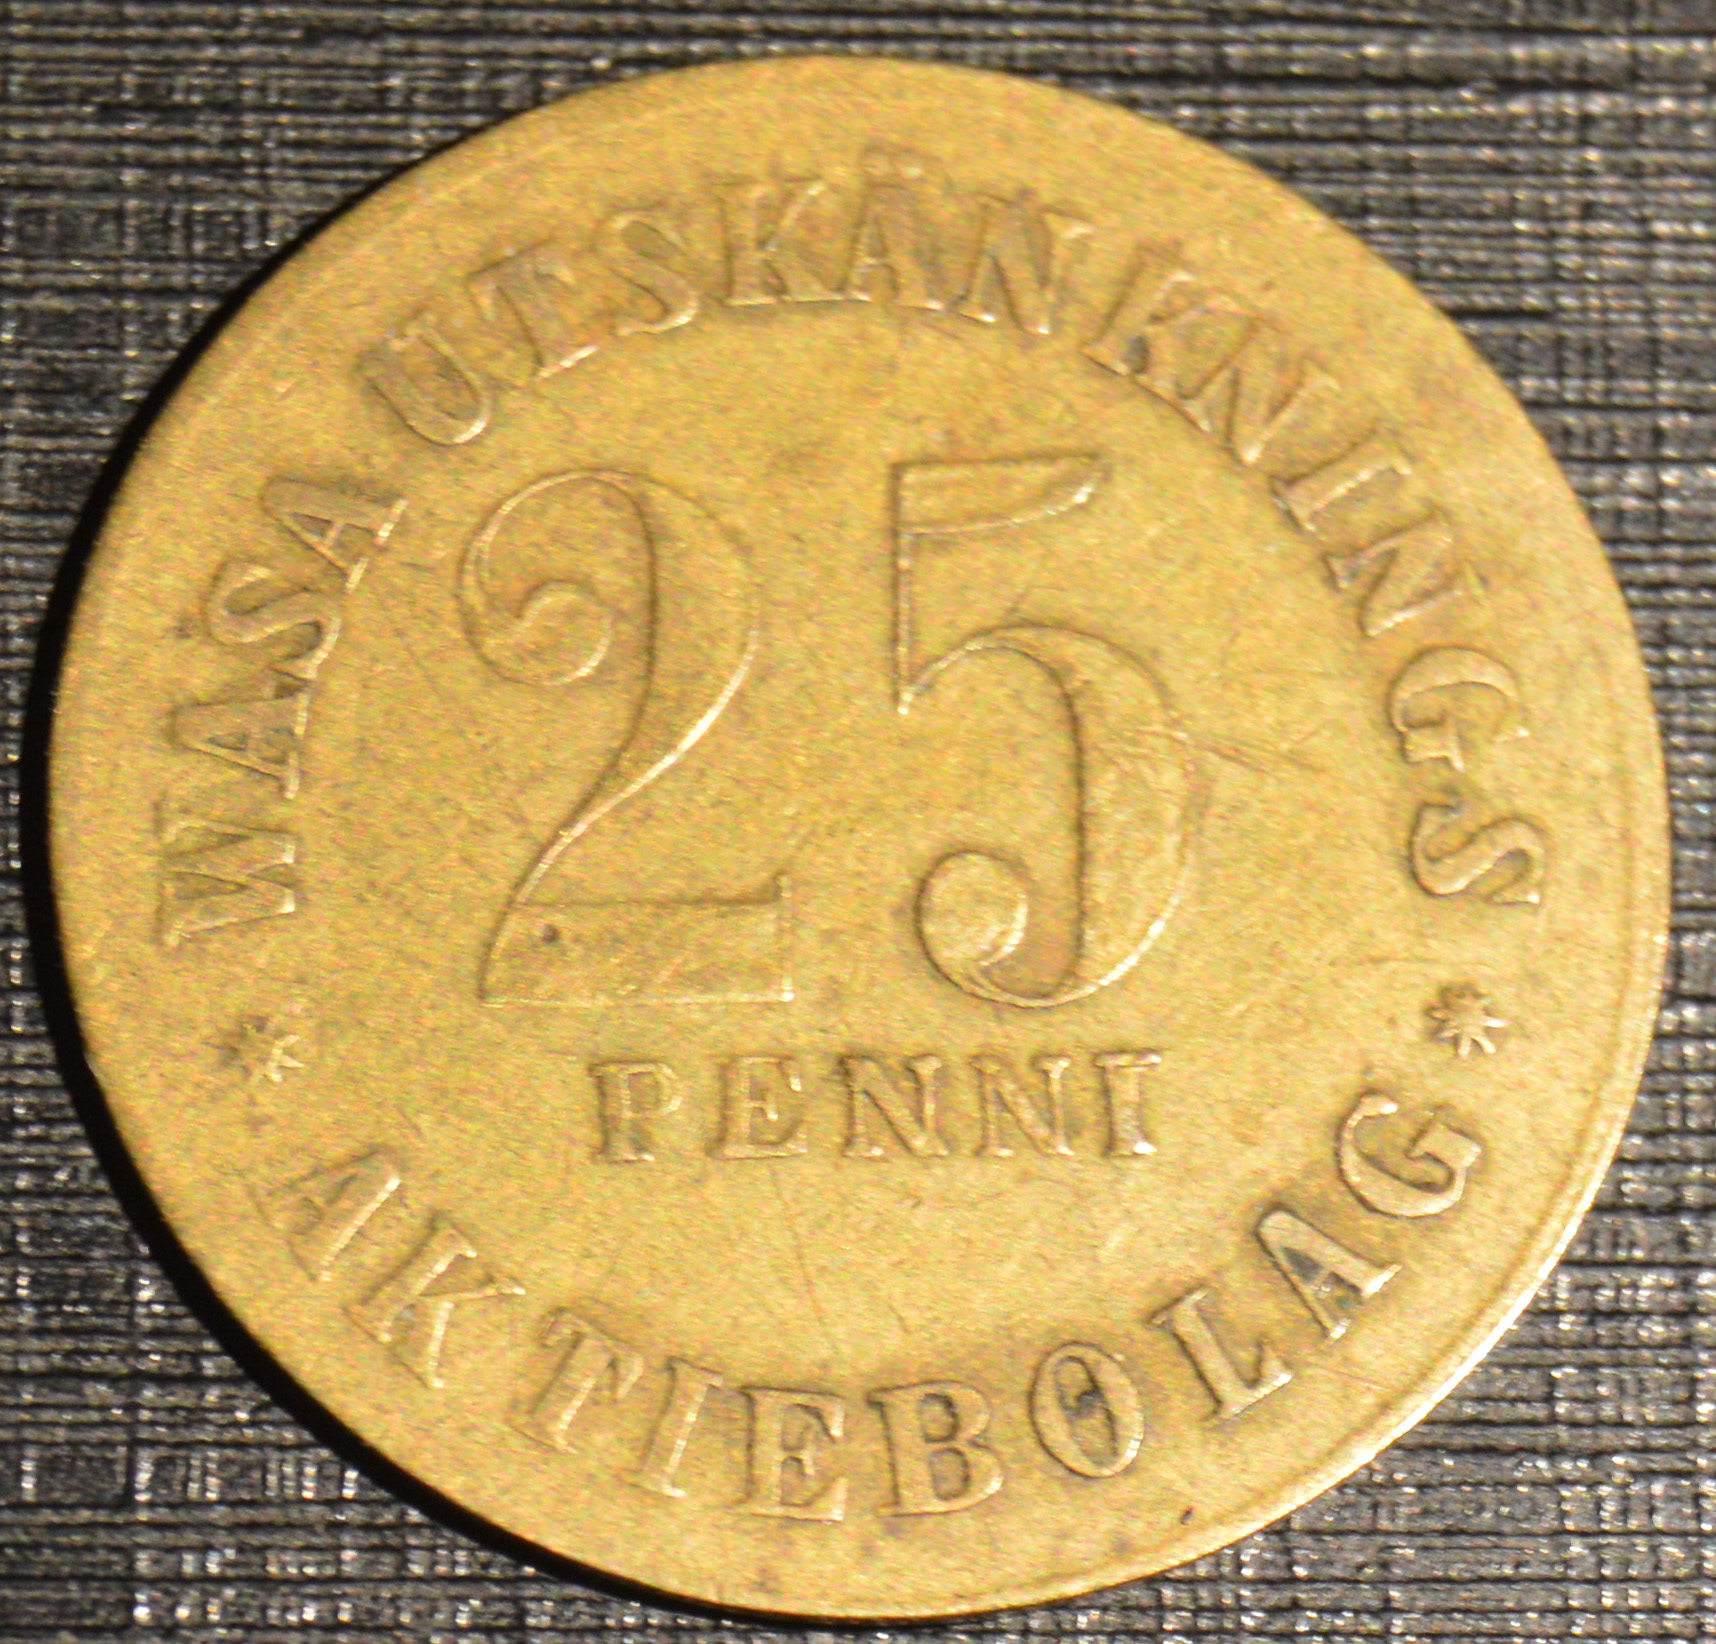 WASA UTSKÄNKNINGS
25
PENNI
* AKTIEBOLAG *